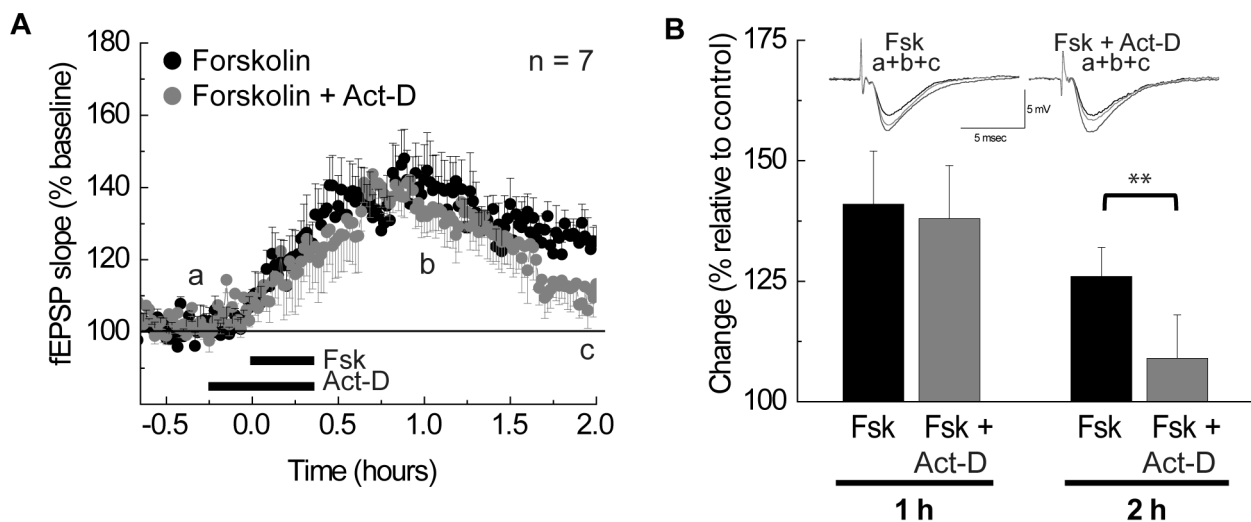 A
180
160
140
120
100
fEPSP slope (% baseline)
Forskolin
Forskolin + Act-D
n = 7
a
b
c
Fsk
Act-D
-0.5
0.0
0.5
1.0
1.5
2.0
Time (hours)
B
175
150
125
100
Change (% relative to control)
Fsk
a+b+c
Fsk + Act-D
a+b+c
5 mV
5 msec
**
Fsk
Fsk +
Act-D
Fsk
Fsk +
Act-D
1 h
2 h